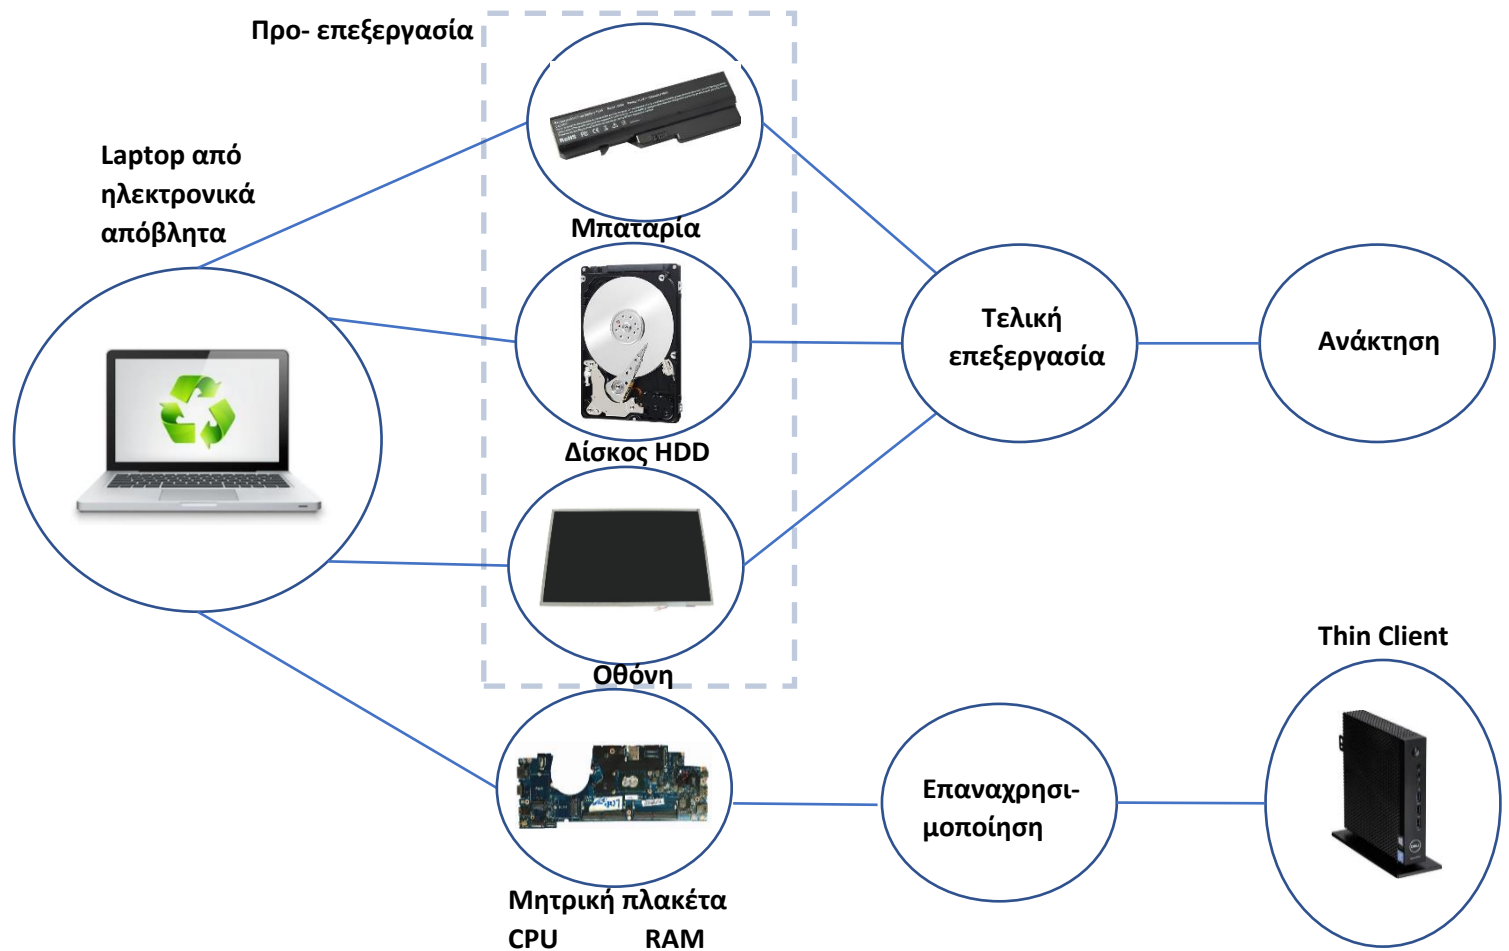 Προ- επεξεργασία
Laptop από
ηλεκτρονικά
απόβλητα
RoHS
Μπαταρία
Δίσκος HDD
Οθόνη
Τελική
επεξεργασία
Ανάκτηση
Thin Client
Επαναχρησι-
μοποίηση
Μητρική πλακέτα
CPU RAM